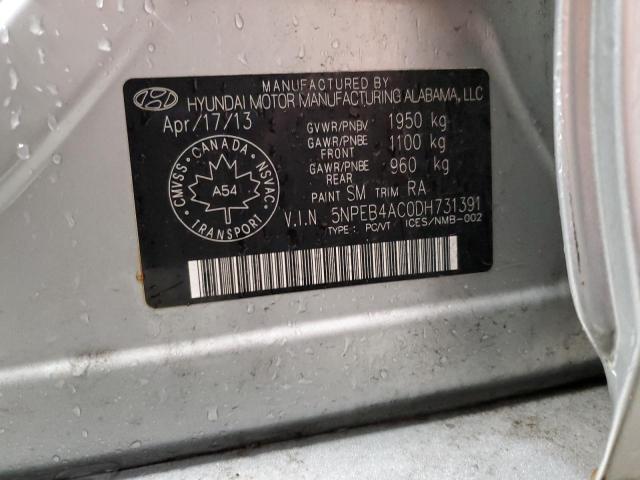 MANUFACTURED BY
HYUNDAI MOTOR MANUFACTURING ALABAMA, LLC
Apr/17/13
GVWR/PNBV 1950 kg
GAWR/PNBE FRONT 1100 kg
GAWR/PNBE REAR 960 kg
PAINT SM TRIM RA
V.I.N 5NPEB4AC0DH731391
TYPE: PC/VT ICES/NMB-002
CANADA
CMVSS NSVAC
A54
TRANSPORT